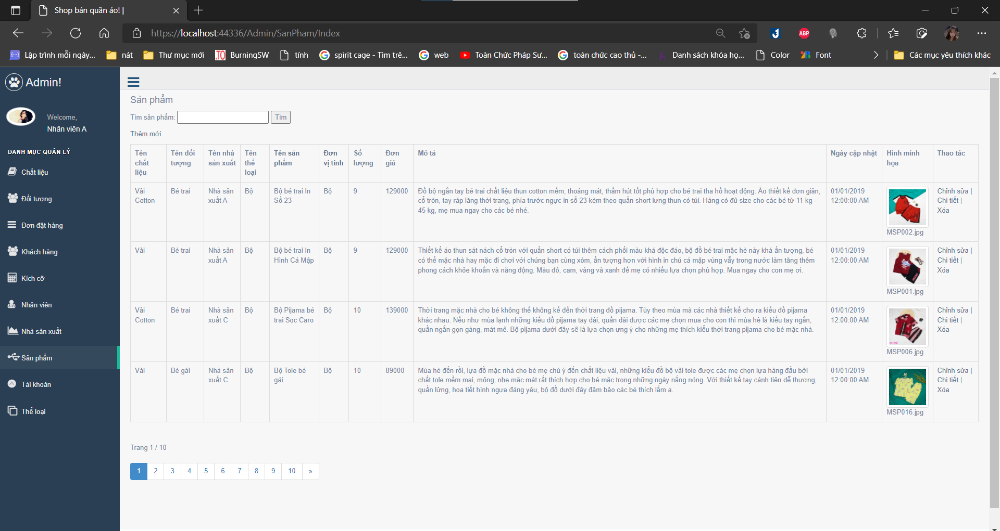 Shop bán quần áo! |
https://localhost:44336/Admin/SanPham/Index
ABP
Lập trình mỗi ngày...
nát
Thư mục mới
.TO BurningSW
tính
spirit cage - Tìm trê...
web
Toàn Chức Pháp Sư...
toàn chức cao thủ -...
Danh sách khóa họ...
Color
Font
Các mục yêu thích khác
Admin!
Welcome,
Nhân viên A
DANH MỤC QUẢN LÝ
Chất liệu
Đối tượng
Đơn đặt hàng
Khách hàng
Kích cỡ
Nhân viên
Nhà sản xuất
Sản phẩm
Tài khoản
Thể loại
Sản phẩm
Tìm sản phẩm:
Tìm
Thêm mới
Tên
chất
liệu
Tên đối
tượng
Tên nhà
sản xuất
Tên
thể
loại
Tên sản
phẩm
Đơn
vị tính
Số
lượng
Đơn
giá
Mô tả
Ngày cập nhật
Hình minh
họa
Thao tác
Vải
Cotton
Bé trai
Nhà sản
xuất A
Bộ
Bộ bé trai In
Số 23
Bộ
9
129000
Đồ bộ ngắn tay bé trai chất liệu thun cotton mềm, thoáng mát, thấm hút tốt phù hợp cho bé trai tha hồ hoạt động. Áo thiết kế đơn giản,
cổ tròn, tay ráp lăng thời trang, phía trước ngực in số 23 kèm theo quần short lưng thun có túi. Hàng có đủ size cho các bé từ 11 kg -
45 kg, mẹ mua ngay cho các bé nhé.
01/01/2019
12:00:00 AM
MSP002.jpg
Chỉnh sửa |
Chi tiết |
Xóa
Vải
Bé trai
Nhà sản
xuất A
Bộ
Bộ bé trai In
Hình Cá Mập
Bộ
9
129000
Thiết kế áo thun sát nách cổ tròn với quần short có túi thêm cách phối màu khá độc đáo, bộ đồ bé trai mặc hè này khá ấn tượng, bé
có thể mặc nhà hay mặc đi chơi với chúng bạn cùng xóm, ấn tượng hơn với hình in chú cá mập vùng vẫy trong nước làm tăng thêm
phong cách khỏe khoắn và năng động. Màu đỏ, cam, vàng và xanh để mẹ có nhiều lựa chọn phù hợp. Mua ngay cho con mẹ ơi.
01/01/2019
12:00:00 AM
MSP001.jpg
Chỉnh sửa |
Chi tiết |
Xóa
Vải
Cotton
Bé trai
Nhà sản
xuất C
Bộ
Bộ Pijama bé
trai Sọc Caro
Bộ
10
139000
Thời trang mặc nhà cho bé không thể không kể đến thời trang đồ pijama. Tùy theo mùa mà các nhà thiết kế cho ra kiểu đồ pijama
khác nhau. Nếu như mùa lạnh những kiểu đồ pijama tay dài, quần dài được các mẹ chọn mua cho con thì mùa hè là kiểu tay ngắn,
quần ngắn gọn gàng, mát mẻ. Bộ pijama dưới đây sẽ là lựa chọn ưng ý cho những mẹ thích kiểu thời trang pijama cho bé mặc nhà.
01/01/2019
12:00:00 AM
MSP006.jpg
Chỉnh sửa |
Chi tiết |
Xóa
Vải
Bé gái
Nhà sản
xuất C
Bộ
Bộ Tole bé
gái
Bộ
10
89000
Mùa hè đến rồi, lựa đồ mặc nhà cho bé mẹ chú ý đến chất liệu vải, những kiểu đồ bộ vải tole được các mẹ chọn lựa hàng đầu bởi
chất tole mềm mại, mỏng, nhẹ mặc mát rất thích hợp cho bé mặc trong những ngày nắng nóng. Với thiết kế tay cánh tiên dễ thương,
quần lửng, họa tiết hình ngựa đáng yêu, bộ đồ dưới đây đảm bảo các bé thích lắm ạ.
01/01/2019
12:00:00 AM
MSP016.jpg
Chỉnh sửa |
Chi tiết |
Xóa
Trang 1 / 10
1 2 3 4 5 6 7 8 9 10 »